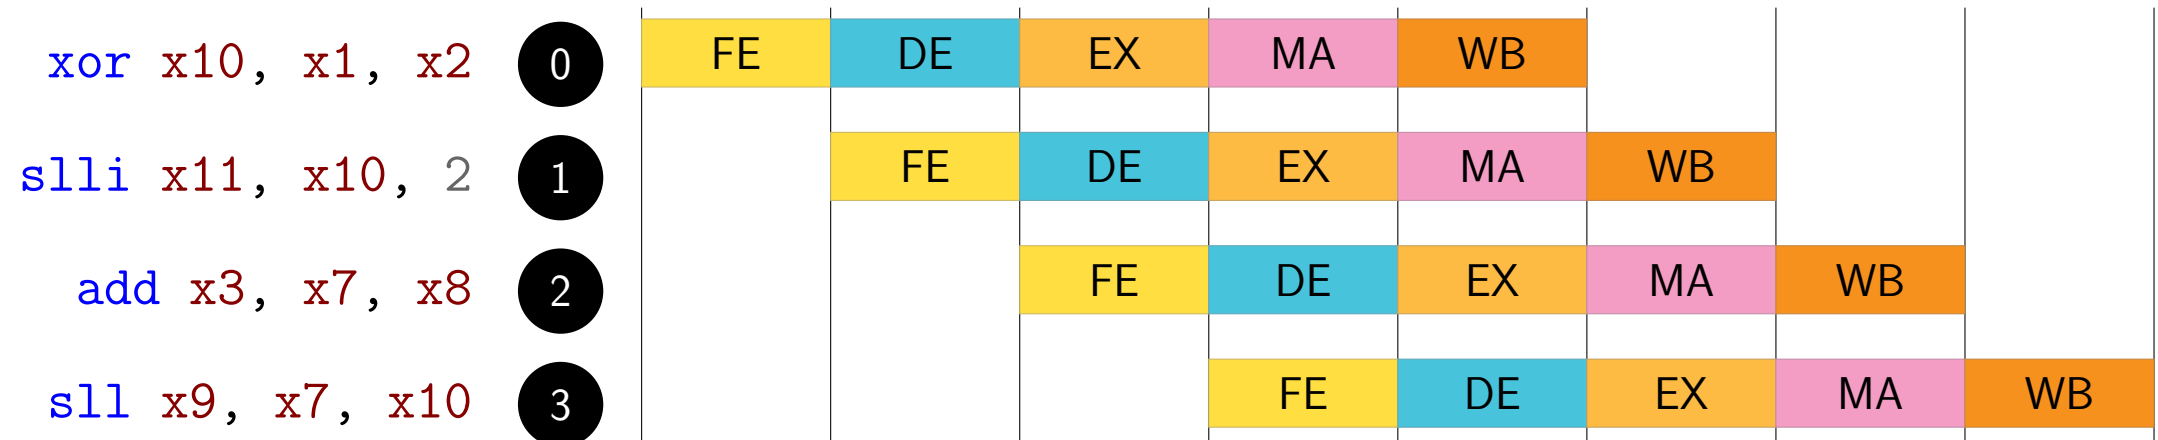 xor x10, x1, x2 0 FE DE EX MA WB
slli x11, x10, 2 1 FE DE EX MA WB
add x3, x7, x8 2 FE DE EX MA WB
sll x9, x7, x10 3 FE DE EX MA WB